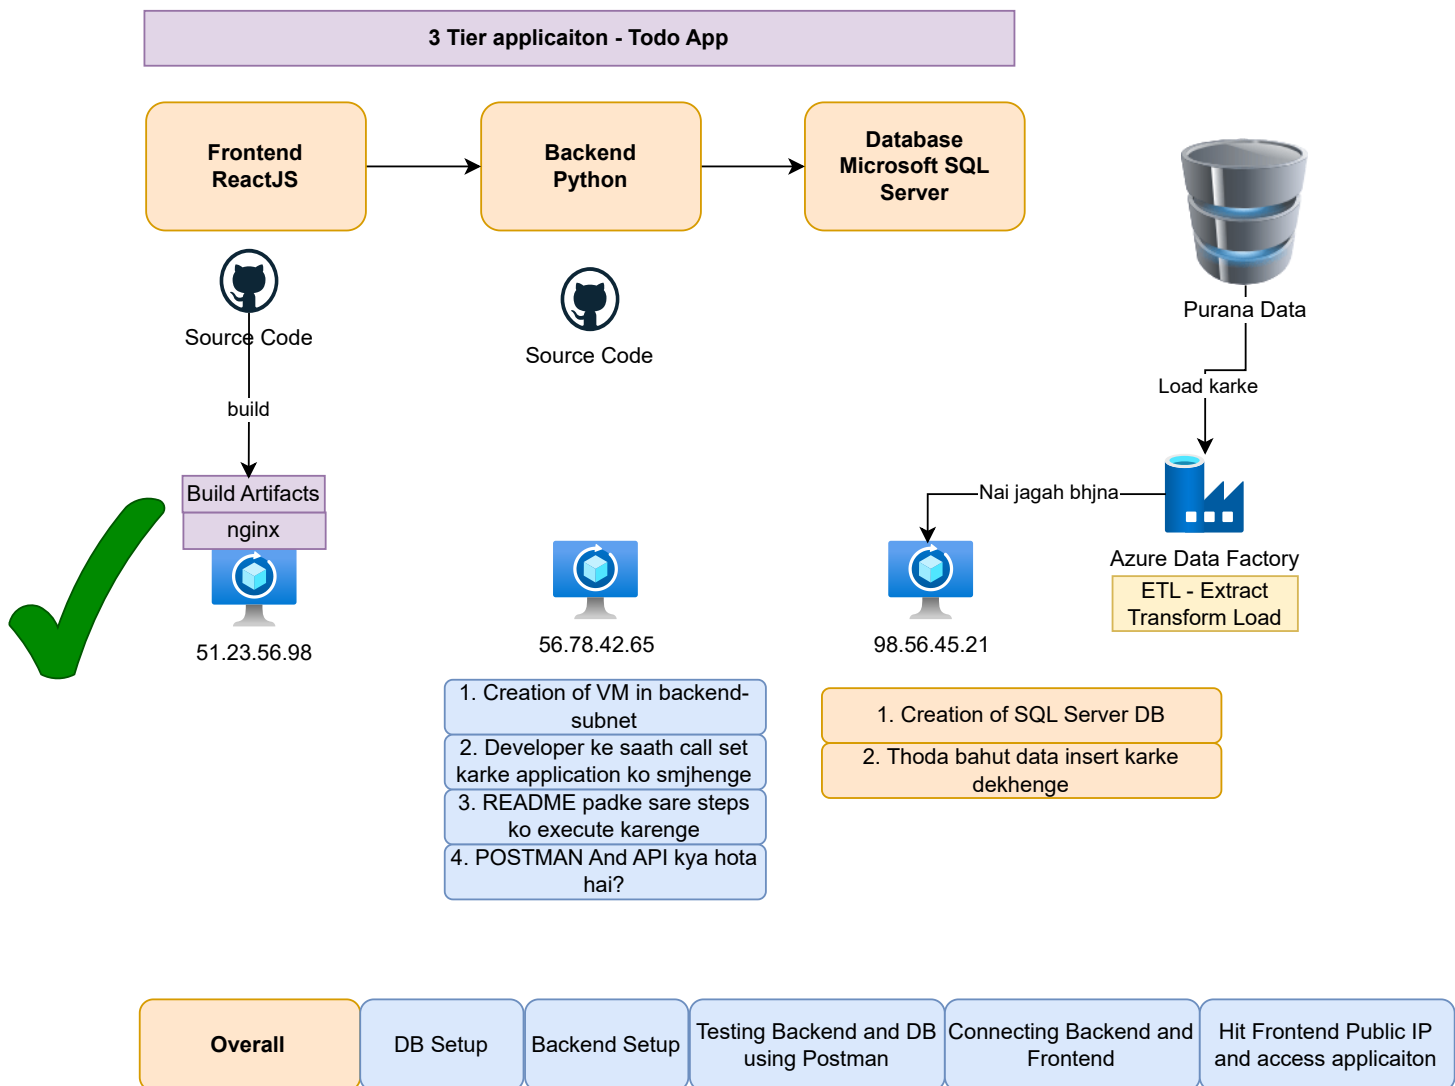 3 Tier applicaiton - Todo App
Frontend
ReactJS
Backend
Python
Database
Microsoft SQL
Server
Source Code
Source Code
Purana Data
build
Load karke
Build Artifacts
nginx
Nai jagah bhjna
Azure Data Factory
ETL - Extract
Transform Load
51.23.56.98
56.78.42.65
98.56.45.21
1. Creation of VM in backend-
subnet
2. Developer ke saath call set
karke application ko smjhenge
3. README padke sare steps
ko execute karenge
4. POSTMAN And API kya hota
hai?
1. Creation of SQL Server DB
2. Thoda bahut data insert karke
dekhenge
Overall
DB Setup
Backend Setup
Testing Backend and DB
using Postman
Connecting Backend and
Frontend
Hit Frontend Public IP
and access applicaiton